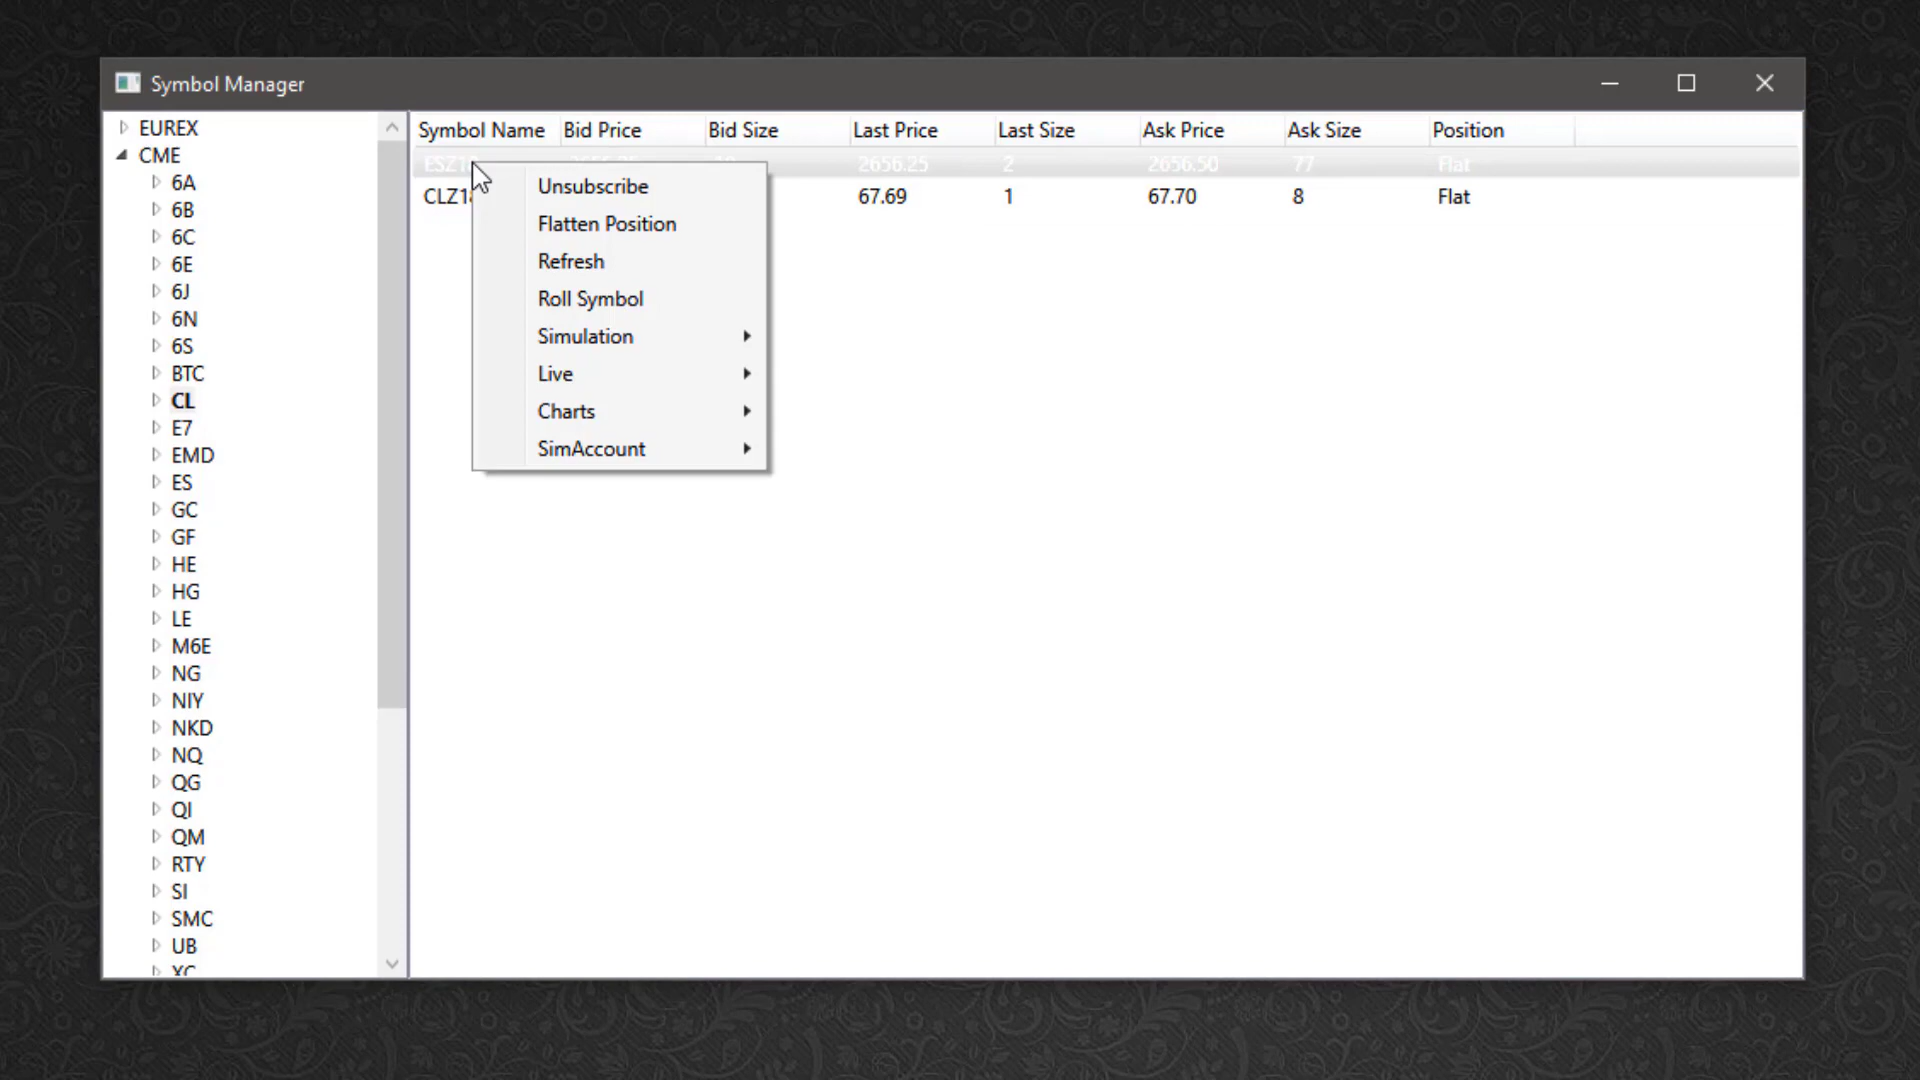 Symbol Manager
EUREX
CME
6A
6B
6C
6E
6J
6N
6S
BTC
CL
E7
EMD
ES
GC
GF
HE
HG
LE
M6E
NG
NIY
NKD
NQ
QG
QI
QM
RTY
SI
SMC
UB
Symbol Name Bid Price Bid Size Last Price Last Size Ask Price Ask Size Position
2656.25 2 2656.50 77 Flat
67.69 1 67.70 8 Flat
Unsubscribe
Flatten Position
Refresh
Roll Symbol
Simulation
Live
Charts
SimAccount